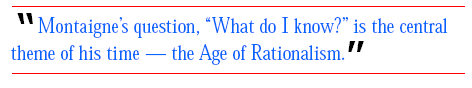 " Montaigne's question, “What do I know?” is the central
theme of his time — the Age of Rationalism. "